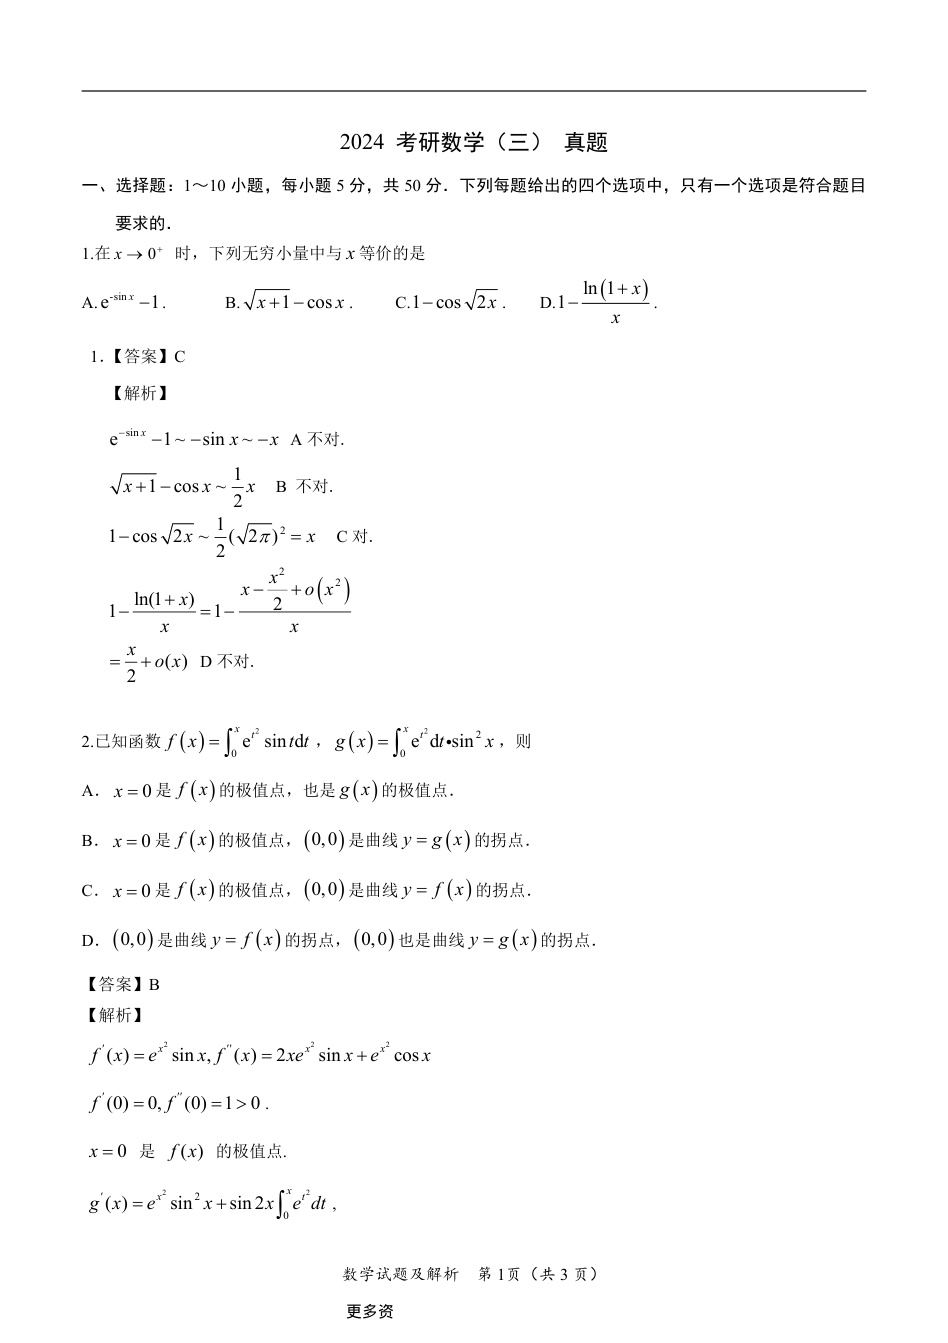 2024 考研数学（三） 真题
一、选择题：1～10 小题，每小题 5 分，共 50 分．下列每题给出的四个选项中，只有一个选项是符合题目
要求的．
1.在 x → 0⁺ 时，下列无穷小量中与 x 等价的是
A. e^{-sin x} −1 . B. √(x+1) − cos x . C. 1−cos √(2x) . D. 1− ln(1+x)/x .
1.【答案】C
【解析】
e^{−sin x} −1 ~ −sin x ~ −x A 不对.
√(x+1) − cos x ~ 1/2 x B 不对.
1−cos √(2x) ~ 1/2 (√(2π))² = x C 对.
1− ln(1+x)/x = 1− (x − x²/2 + o(x²))/x
= x/2 + o(x) D 不对.
2.已知函数 f(x) = ∫₀ˣ e^{t²} sin t dt ，g(x) = ∫₀ˣ e^{t²} dt•sin² x ，则
A． x = 0 是 f(x) 的极值点，也是 g(x) 的极值点．
B． x = 0 是 f(x) 的极值点，(0,0) 是曲线 y = g(x) 的拐点．
C． x = 0 是 f(x) 的极值点，(0,0) 是曲线 y = f(x) 的拐点．
D．(0,0) 是曲线 y = f(x) 的拐点，(0,0) 也是曲线 y = g(x) 的拐点．
【答案】B
【解析】
f′(x) = e^{x²} sin x, f″(x) = 2xe^{x²} sin x + e^{x²} cos x
f′(0) = 0, f″(0) = 1 > 0 .
x = 0 是 f(x) 的极值点.
g′(x) = e^{x²} sin² x + sin 2x ∫₀ˣ e^{t²} dt ,
数学试题及解析 第 1页（共 3 页）
更多资